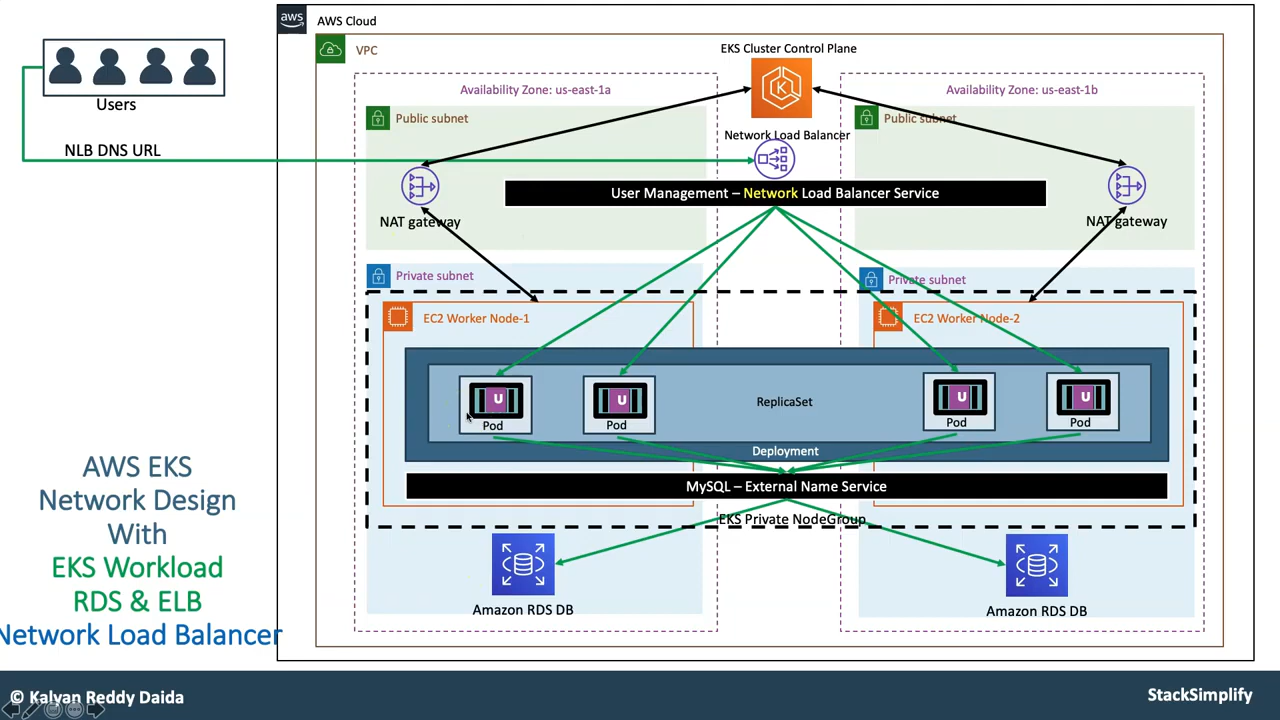 aws
AWS Cloud
VPC
EKS Cluster Control Plane
Users
NLB DNS URL
Availability Zone: us-east-1a
Availability Zone: us-east-1b
Public subnet
Public subnet
Network Load Balancer
User Management – Network Load Balancer Service
NAT gateway
NAT gateway
Private subnet
Private subnet
EC2 Worker Node-1
EC2 Worker Node-2
U
U
U
U
Pod
Pod
ReplicaSet
Pod
Pod
Deployment
MySQL – External Name Service
EKS Private NodeGroup
Amazon RDS DB
Amazon RDS DB
AWS EKS
Network Design
With
EKS Workload
RDS & ELB
Network Load Balancer
© Kalyan Reddy Daida
StackSimplify